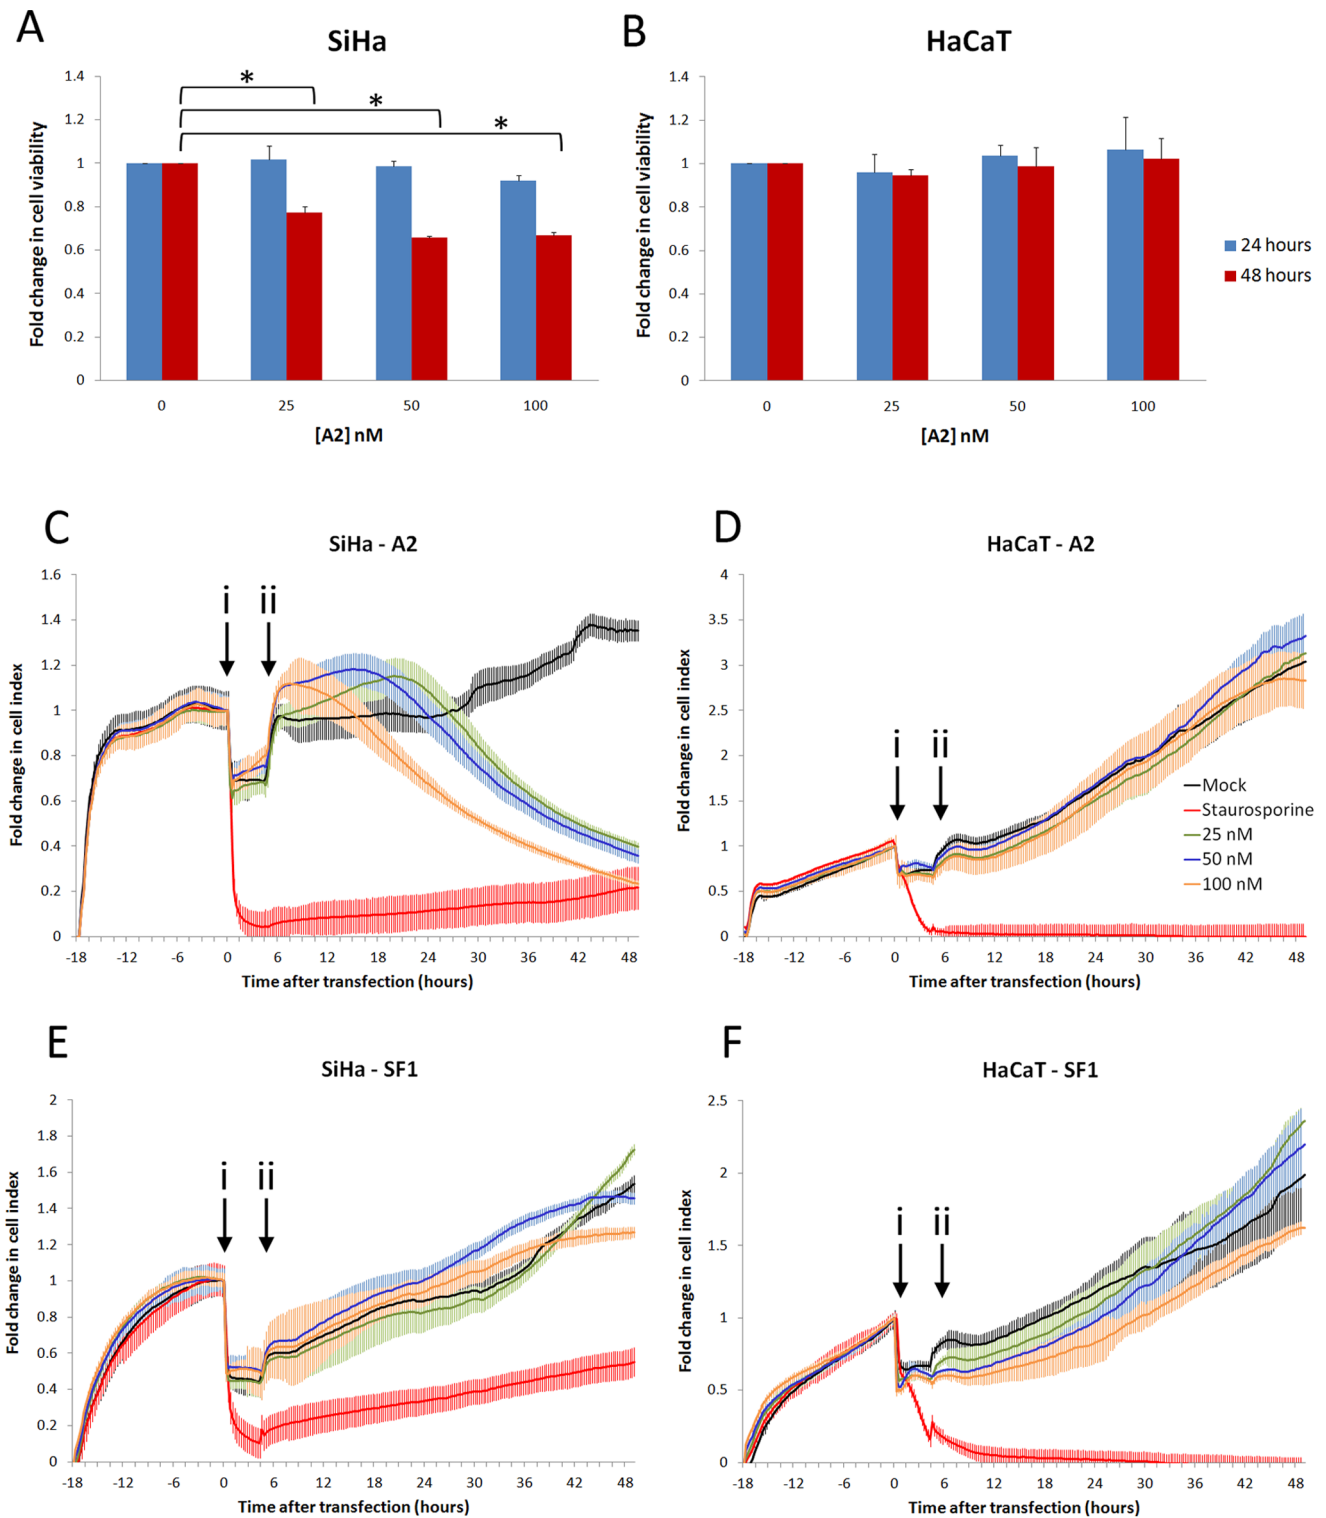 A
SiHa
Fold change in cell viability
1.4
1.2
1
0.8
0.6
0.4
0.2
0
*
*
*
0 25 50 100
[A2] nM
B
HaCaT
Fold change in cell viability
1.4
1.2
1
0.8
0.6
0.4
0.2
0
0 25 50 100
[A2] nM
24 hours
48 hours
C
SiHa - A2
Fold change in cell index
1.6
1.4
1.2
1
0.8
0.6
0.4
0.2
0
i ii
-18 -12 -6 0 6 12 18 24 30 36 42 48
Time after transfection (hours)
D
HaCaT - A2
Fold change in cell index
4
3.5
3
2.5
2
1.5
1
0.5
0
i ii
Mock
Staurosporine
25 nM
50 nM
100 nM
-18 -12 -6 0 6 12 18 24 30 36 42 48
Time after transfection (hours)
E
SiHa - SF1
Fold change in cell index
2
1.8
1.6
1.4
1.2
1
0.8
0.6
0.4
0.2
0
i ii
-18 -12 -6 0 6 12 18 24 30 36 42 48
Time after transfection (hours)
F
HaCaT - SF1
Fold change in cell index
2.5
2
1.5
1
0.5
0
i ii
-18 -12 -6 0 6 12 18 24 30 36 42 48
Time after transfection (hours)